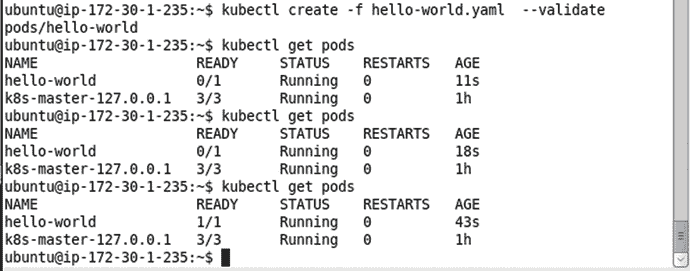 ubuntu@ip-172-30-1-235:~$ kubectl create -f hello-world.yaml  --validate
pods/hello-world
ubuntu@ip-172-30-1-235:~$ kubectl get pods
NAME                   READY     STATUS    RESTARTS   AGE
hello-world            0/1       Running   0          11s
k8s-master-127.0.0.1   3/3       Running   0          1h
ubuntu@ip-172-30-1-235:~$ kubectl get pods
NAME                   READY     STATUS    RESTARTS   AGE
hello-world            0/1       Running   0          18s
k8s-master-127.0.0.1   3/3       Running   0          1h
ubuntu@ip-172-30-1-235:~$ kubectl get pods
NAME                   READY     STATUS    RESTARTS   AGE
hello-world            1/1       Running   0          43s
k8s-master-127.0.0.1   3/3       Running   0          1h
ubuntu@ip-172-30-1-235:~$